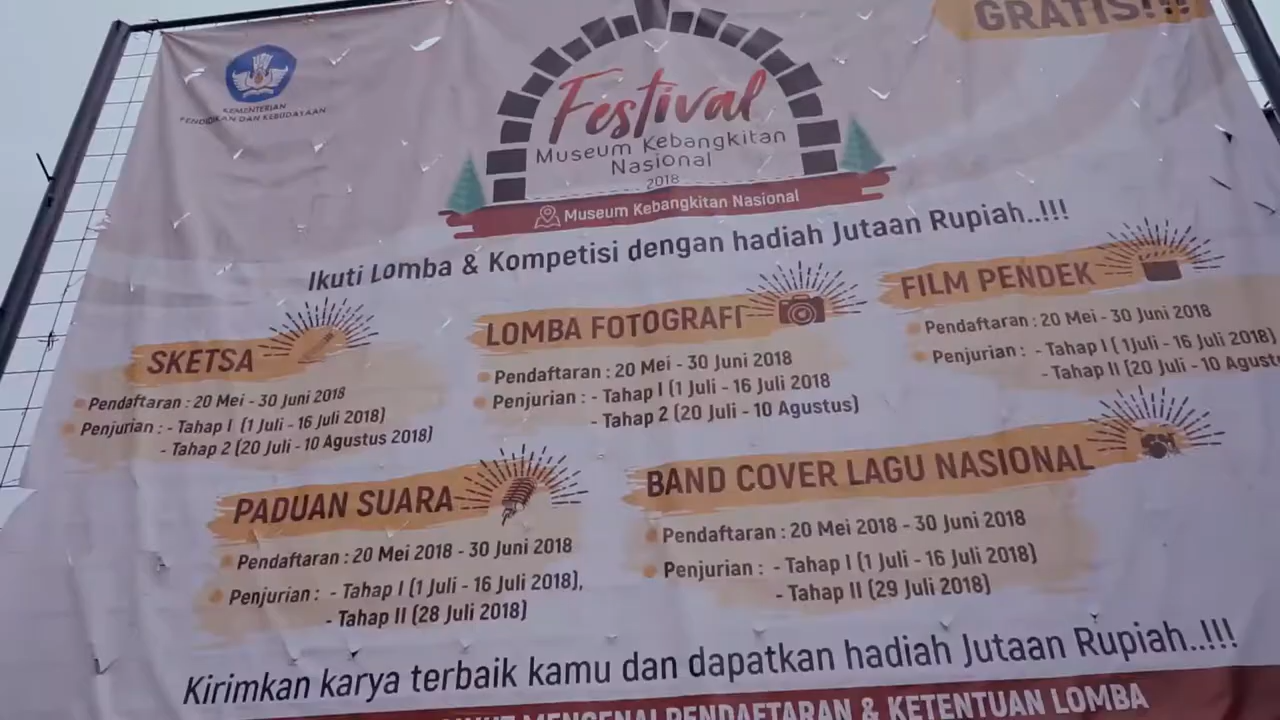 GRATIS!!!
KEMENTERIAN
PENDIDIKAN DAN KEBUDAYAAN
Festival
Museum Kebangkitan
Nasional
2018
Museum Kebangkitan Nasional
Ikuti Lomba & Kompetisi dengan hadiah Jutaan Rupiah..!!!
SKETSA
Pendaftaran : 20 Mei - 30 Juni 2018
Penjurian : - Tahap I (1 Juli - 16 Juli 2018)
- Tahap 2 (20 Juli - 10 Agustus 2018)
LOMBA FOTOGRAFI
Pendaftaran : 20 Mei - 30 Juni 2018
Penjurian : - Tahap I (1 Juli - 16 Juli 2018
- Tahap 2 (20 Juli - 10 Agustus)
FILM PENDEK
Pendaftaran : 20 Mei - 30 Juni 2018
Penjurian : - Tahap I ( 1Juli - 16 Juli 2018)
- Tahap II (20 Juli - 10 Agust
PADUAN SUARA
Pendaftaran : 20 Mei 2018 - 30 Juni 2018
Penjurian : - Tahap I (1 Juli - 16 Juli 2018),
- Tahap II (28 Juli 2018)
BAND COVER LAGU NASIONAL
Pendaftaran : 20 Mei 2018 - 30 Juni 2018
Penjurian : - Tahap I (1 Juli - 16 Juli 2018)
- Tahap II (29 Juli 2018)
Kirimkan karya terbaik kamu dan dapatkan hadiah Jutaan Rupiah..!!!
MENGENAI PENDAFTARAN & KETENTUAN LOMBA